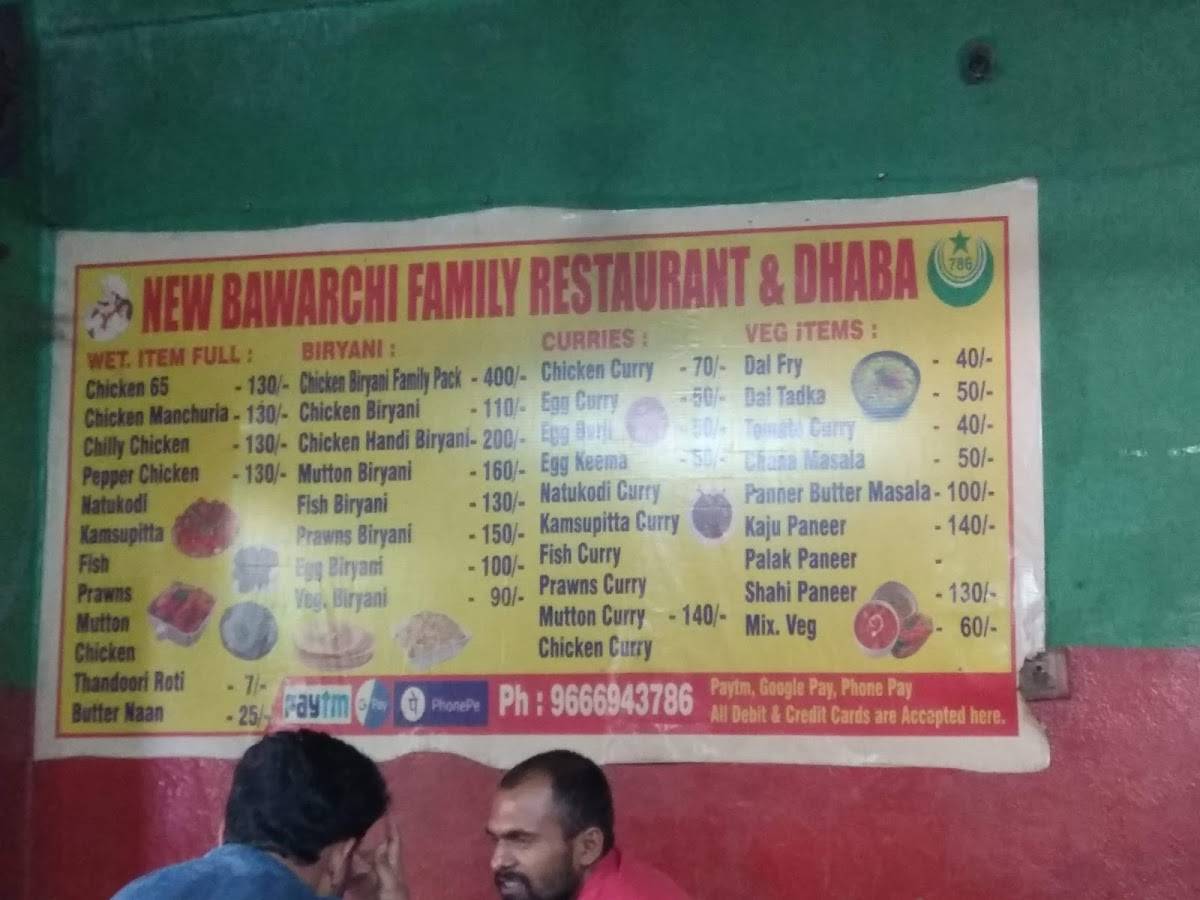 NEW BAWARCHI FAMILY RESTAURANT & DHABA
786
WET. ITEM FULL :
Chicken 65 - 130/-
Chicken Manchuria - 130/-
Chilly Chicken - 130/-
Pepper Chicken - 130/-
Natukodi
Kamsupitta
Fish
Prawns
Mutton
Chicken
Thandoori Roti - 7/-
Butter Naan - 25/-
BIRYANI :
Chicken Biryani Family Pack - 400/-
Chicken Biryani - 110/-
Chicken Handi Biryani - 200/-
Mutton Biryani - 160/-
Fish Biryani - 130/-
Prawns Biryani - 150/-
Egg Biryani - 100/-
Veg. Biryani - 90/-
CURRIES :
Chicken Curry - 70/-
Egg Curry - 50/-
Egg Burji - 50/-
Egg Keema - 50/-
Natukodi Curry
Kamsupitta Curry
Fish Curry
Prawns Curry
Mutton Curry - 140/-
Chicken Curry
VEG iTEMS :
Dal Fry - 40/-
Dal Tadka - 50/-
Tomato Curry - 40/-
Chana Masala - 50/-
Panner Butter Masala - 100/-
Kaju Paneer - 140/-
Palak Paneer -
Shahi Paneer - 130/-
Mix. Veg - 60/-
paytm
G Pay
पे PhonePe
Ph : 9666943786
Paytm, Google Pay, Phone Pay
All Debit & Credit Cards are Accepted here.